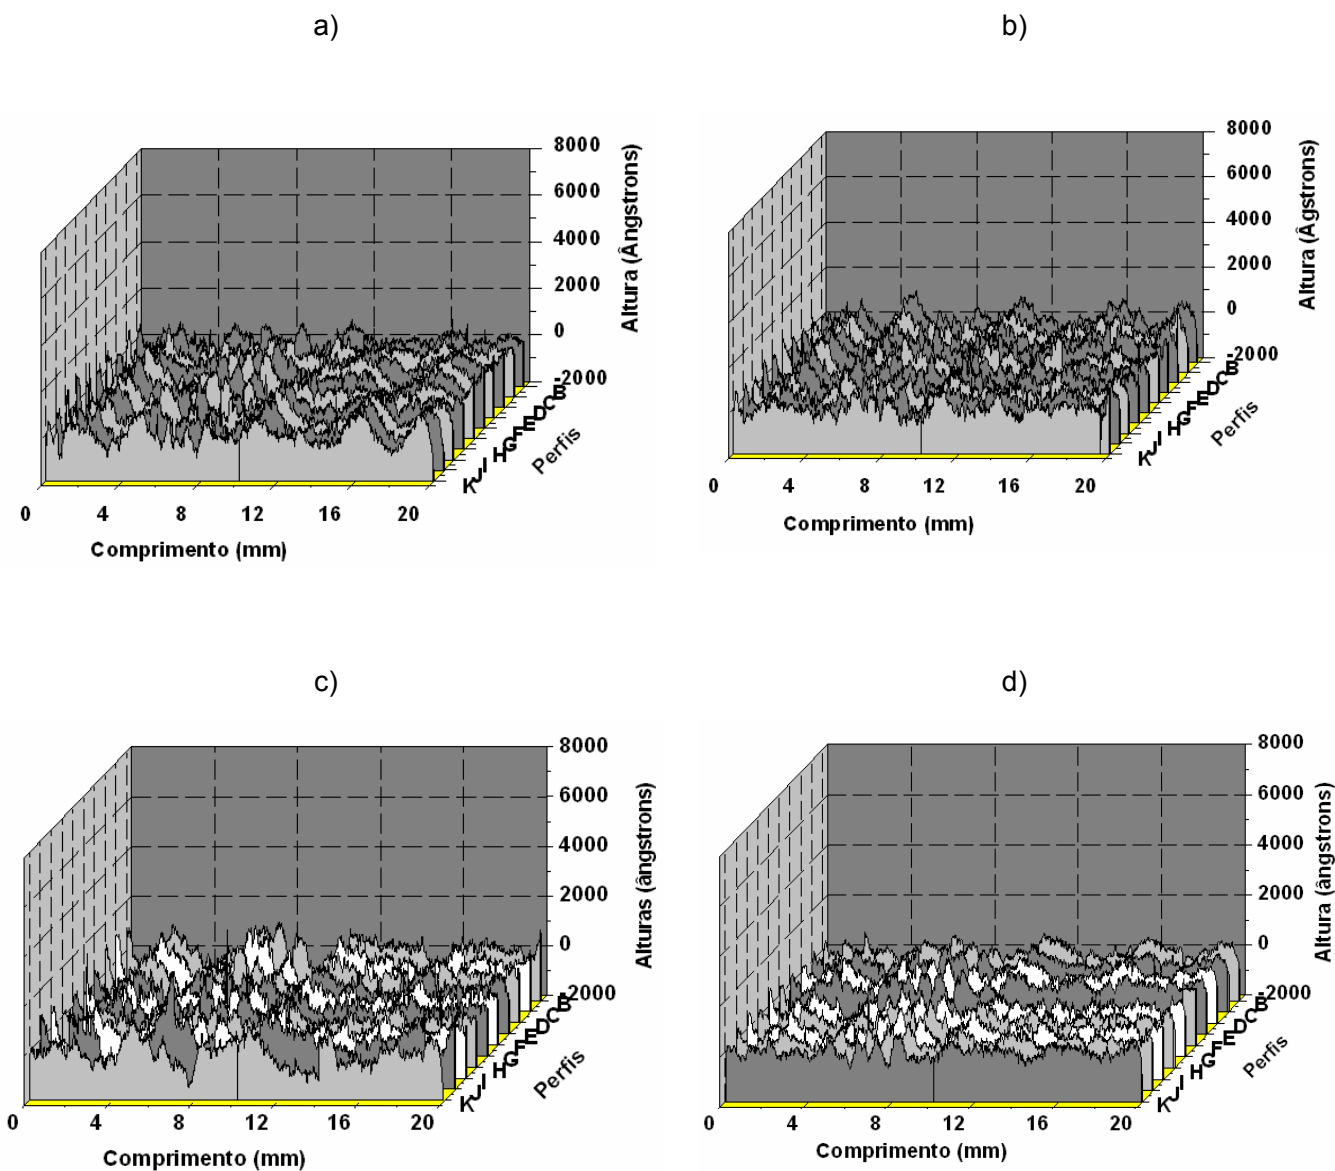 a)
8000
6000
4000
2000
0
-2000
Altura (Ângstrons)
B
C
D
E
F
G
H
I
J
K
Perfis
0 4 8 12 16 20
Comprimento (mm)
b)
8000
6000
4000
2000
0
-2000
Altura (Âgstrons)
B
C
D
E
F
G
H
I
J
K
Perfis
0 4 8 12 16 20
Comprimento (mm)
c)
8000
6000
4000
2000
0
-2000
Alturas (ângstrons)
B
C
D
E
F
G
H
I
J
K
Perfis
0 4 8 12 16 20
Comprimento (mm)
d)
8000
6000
4000
2000
0
-2000
Altura (ângstrons)
B
C
D
E
F
G
H
I
J
K
Perfis
0 4 8 12 16 20
Comprimento (mm)